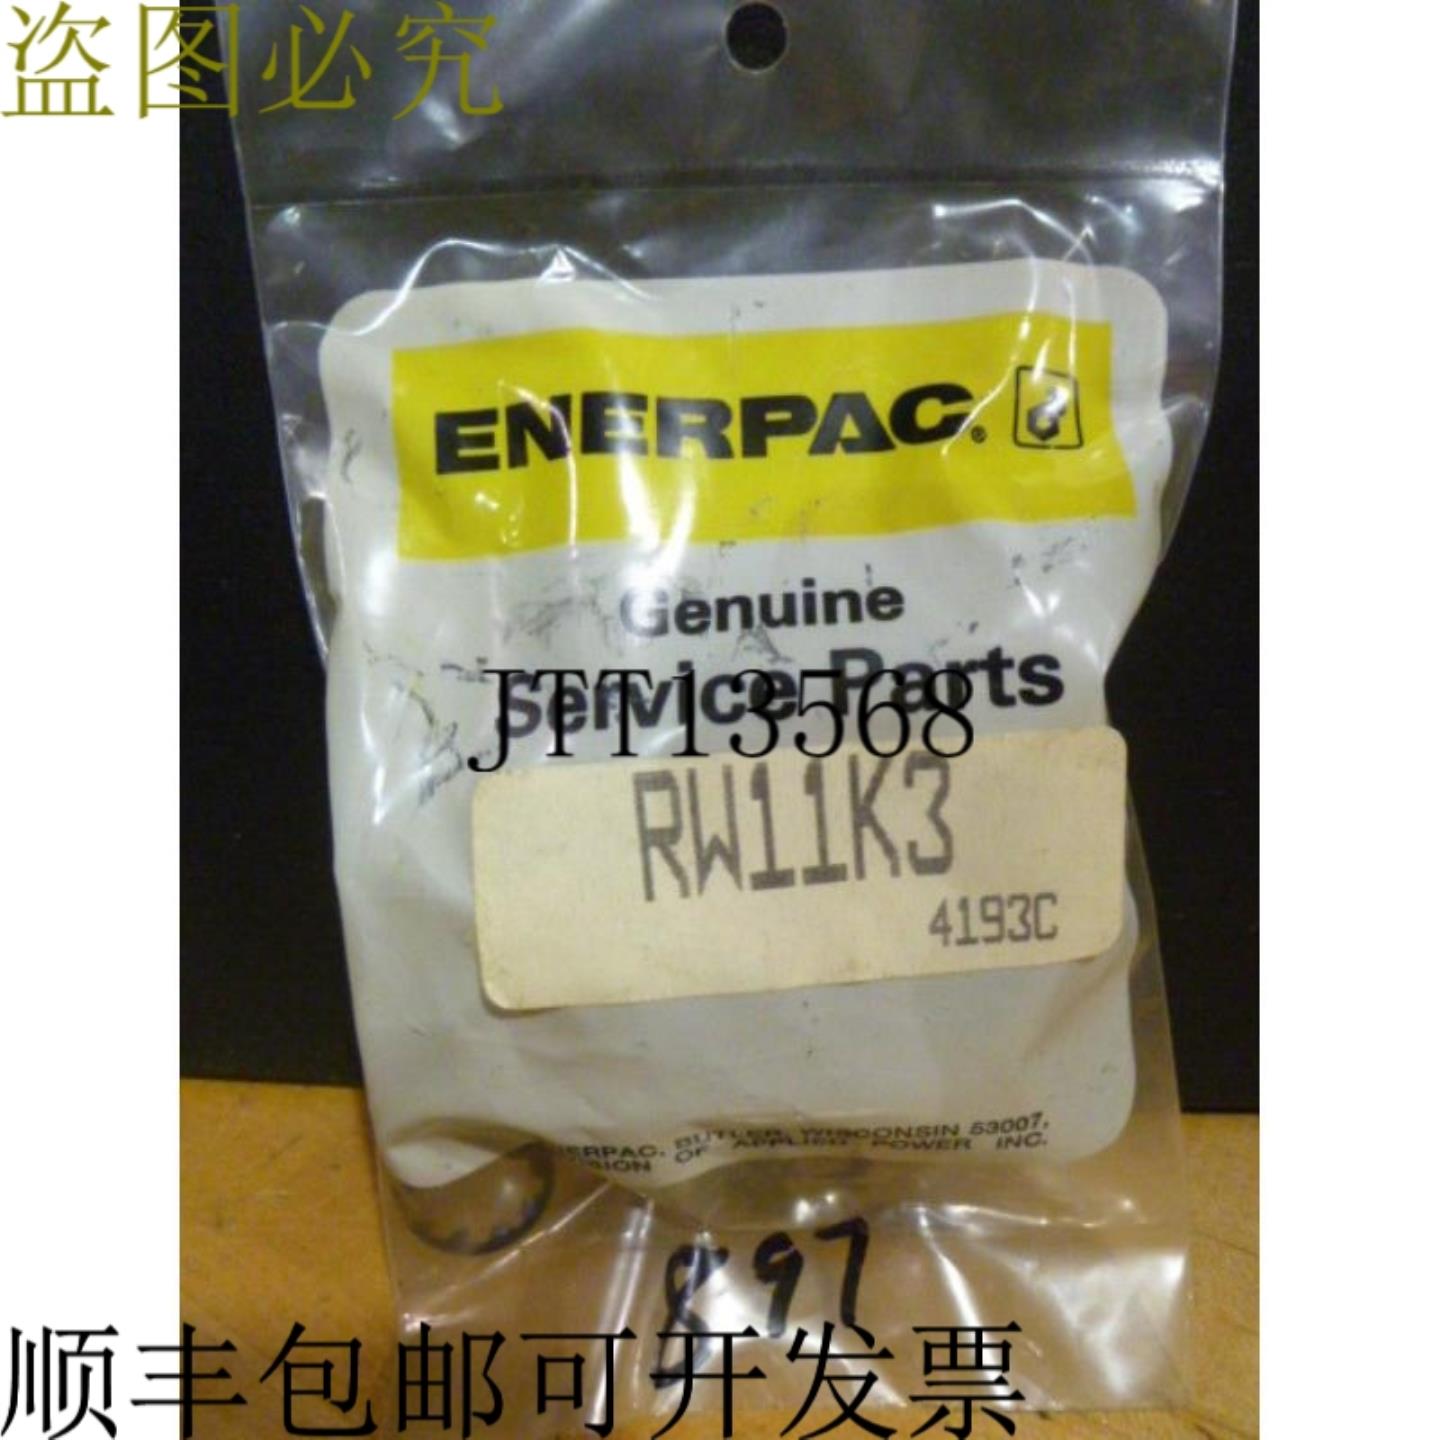 盗图必究
ENERPAC®
Genuine
Service Parts
JTT13568
RW11K3
4193C
ENERPAC, BUTLER, WISCONSIN 53007,
OF APPLIED POWER INC.
897
顺丰包邮可开发票